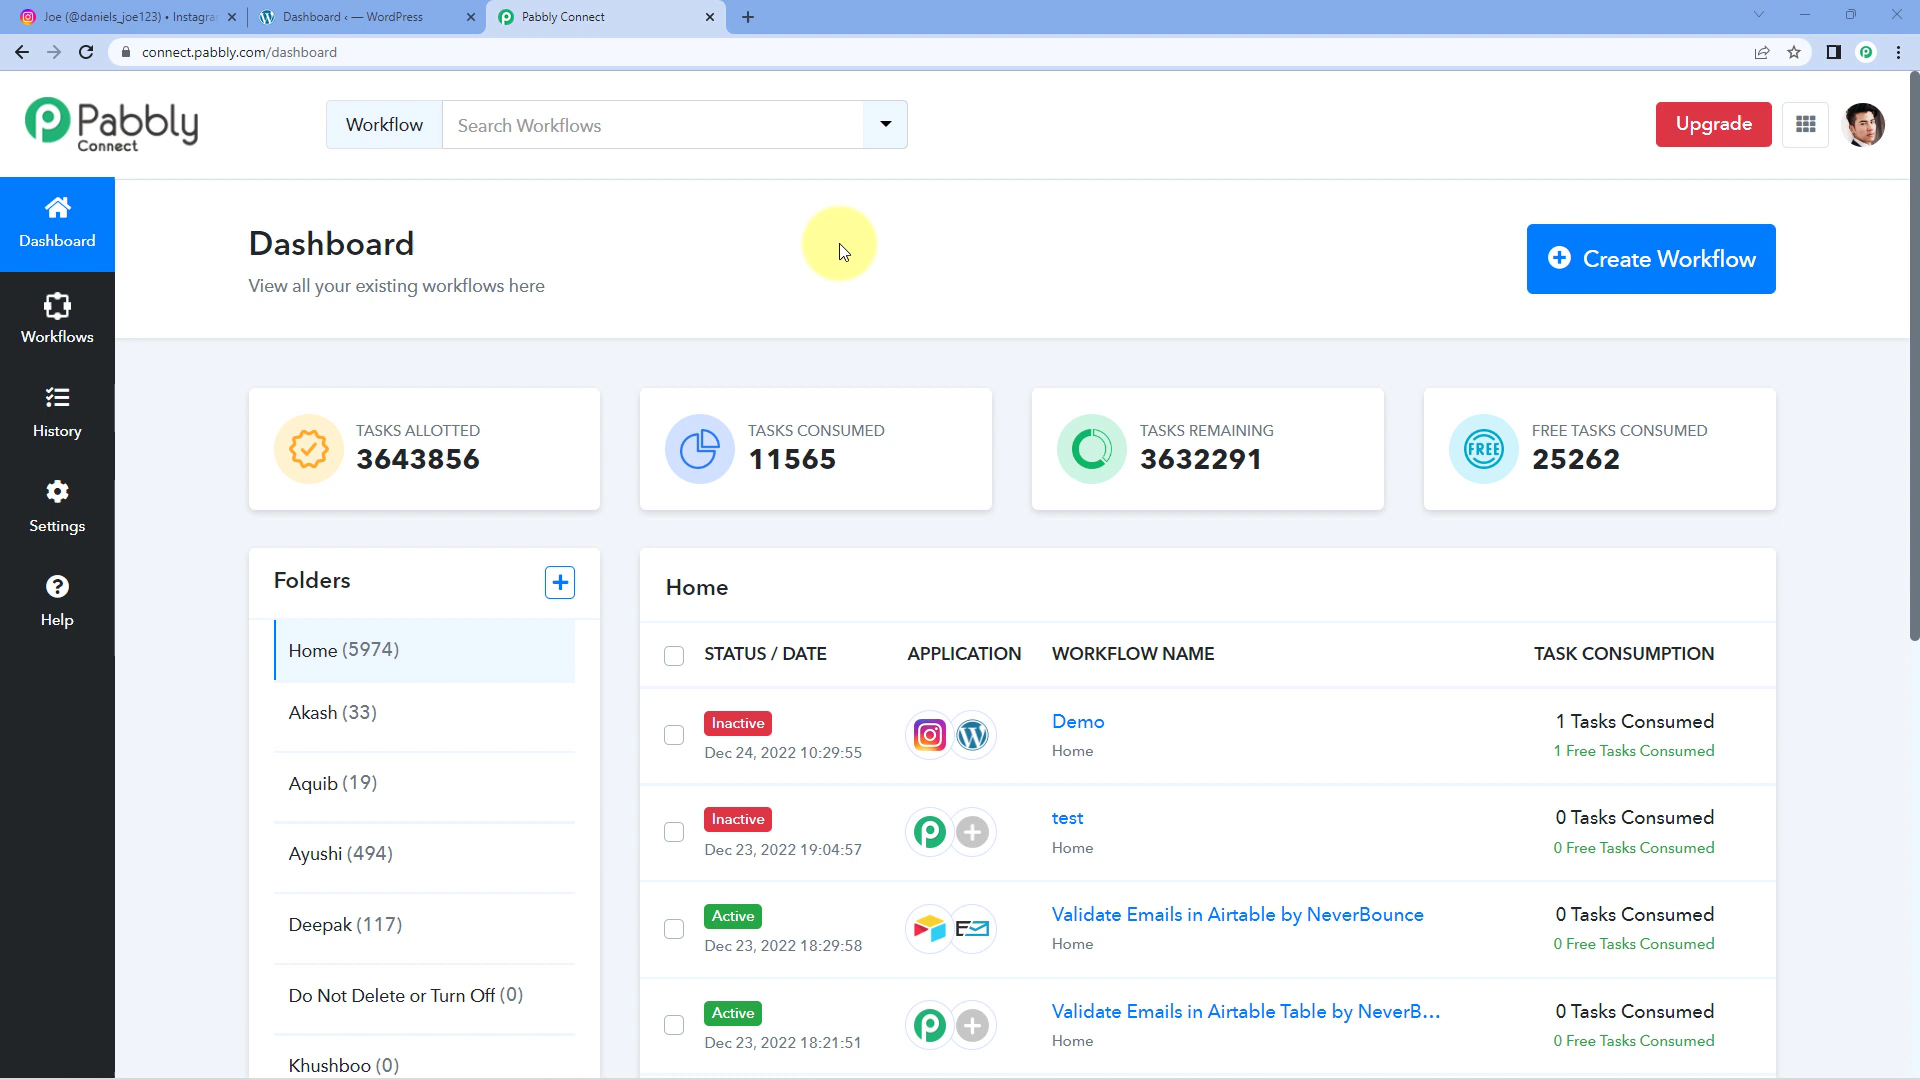 Joe (@daniels_joe123) • Instagra
Dashboard ‹ — WordPress
Pabbly Connect
connect.pabbly.com/dashboard
Pabbly
Connect
Workflow
Search Workflows
Upgrade
Dashboard
Workflows
History
Settings
Help
Dashboard
View all your existing workflows here
Create Workflow
TASKS ALLOTTED
3643856
TASKS CONSUMED
11565
TASKS REMAINING
3632291
FREE
FREE TASKS CONSUMED
25262
Folders
Home (5974)
Akash (33)
Aquib (19)
Ayushi (494)
Deepak (117)
Do Not Delete or Turn Off (0)
Khushboo (0)
Home
STATUS / DATE APPLICATION WORKFLOW NAME TASK CONSUMPTION
Inactive
Dec 24, 2022 10:29:55
Demo
Home
1 Tasks Consumed
1 Free Tasks Consumed
Inactive
Dec 23, 2022 19:04:57
test
Home
0 Tasks Consumed
0 Free Tasks Consumed
Active
Dec 23, 2022 18:29:58
Validate Emails in Airtable by NeverBounce
Home
0 Tasks Consumed
0 Free Tasks Consumed
Active
Dec 23, 2022 18:21:51
Validate Emails in Airtable Table by NeverB...
Home
0 Tasks Consumed
0 Free Tasks Consumed